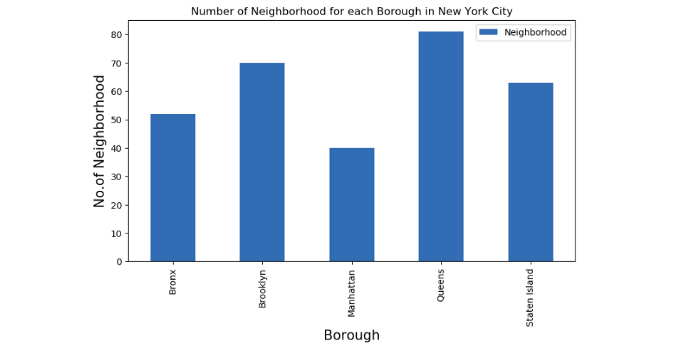 Number of Neighborhood for each Borough in New York City
Neighborhood
No.of Neighborhood
80
70
60
50
40
30
20
10
0
Bronx
Brooklyn
Manhattan
Queens
Staten Island
Borough